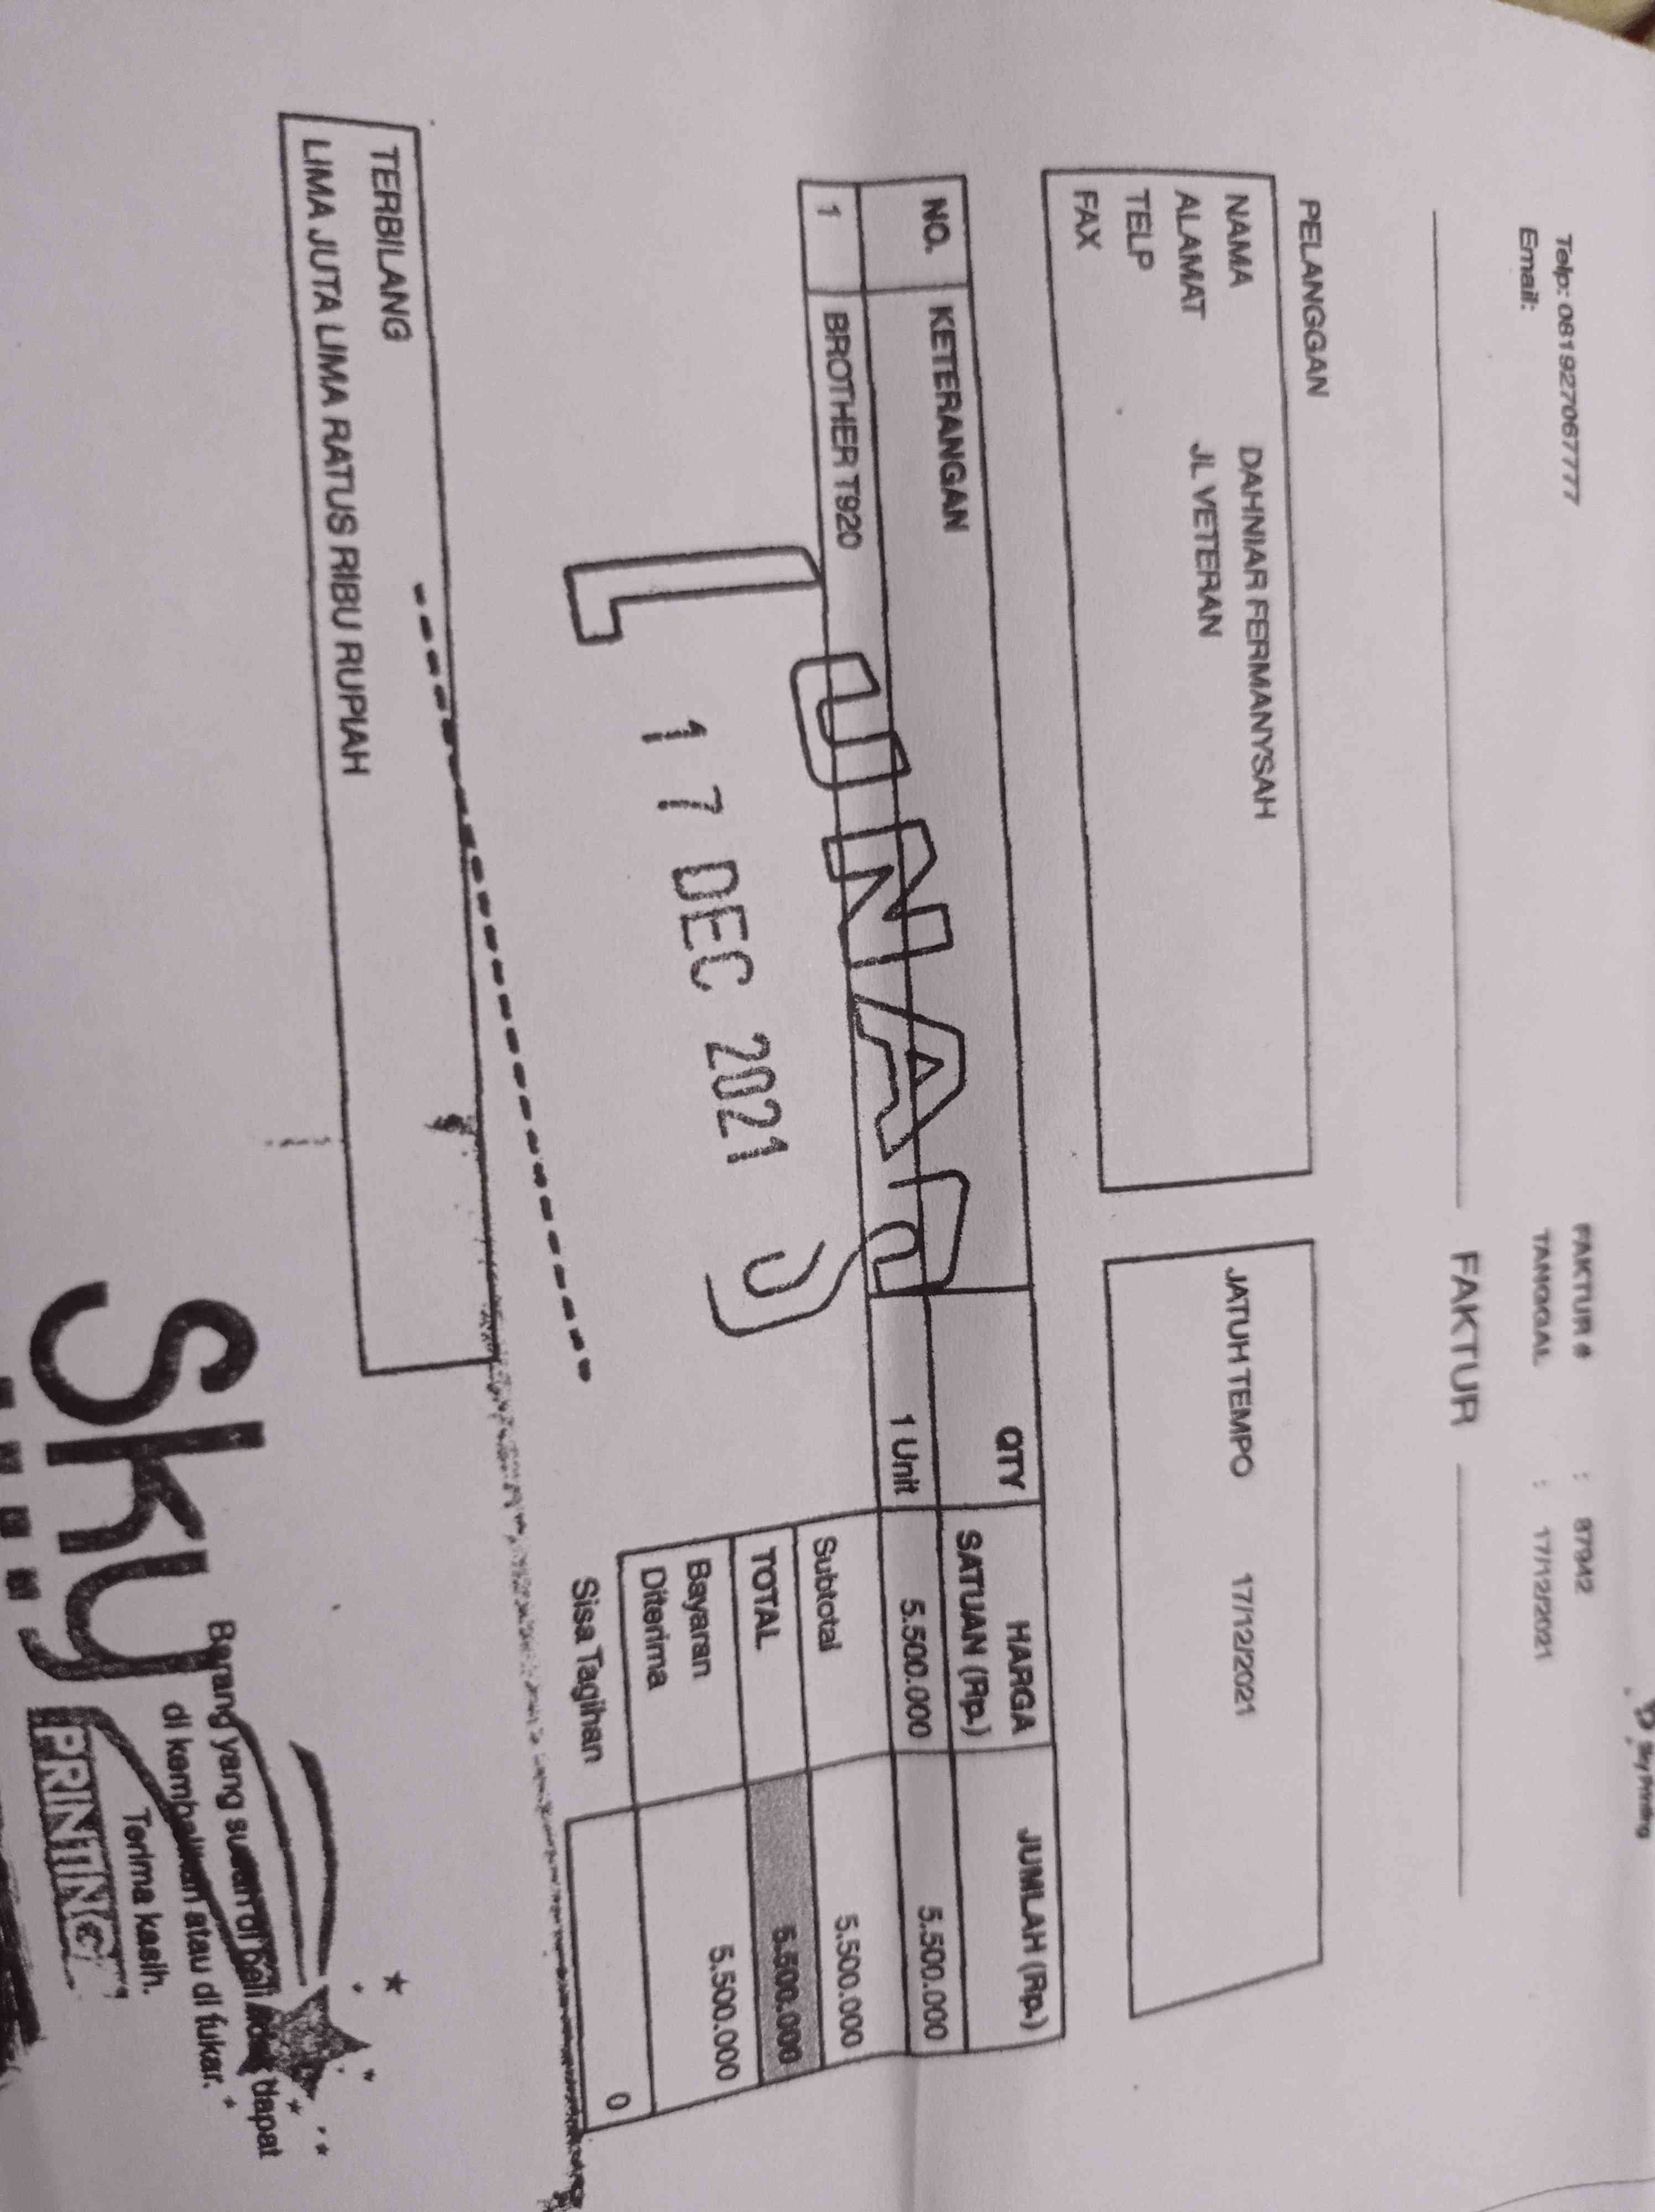 Sky Printing
Telp: 081927067777
Email:
FAKTUR # : 87942
TANGGAL : 17/12/2021
FAKTUR
PELANGGAN
NAMA DAHNIAR FERMANYSAH
ALAMAT JL VETERAN
TELP
FAX
JATUH TEMPO 17/12/2021
NO. KETERANGAN QTY HARGA SATUAN (Rp.) JUMLAH (Rp.)
1 BROTHER T920 1 Unit 5.500.000 5.500.000
Subtotal 5.500.000
TOTAL 5.500.000
Bayaran Diterima 5.500.000
Sisa Tagihan 0
LUNAS
17 DEC 2021
TERBILANG
LIMA JUTA LIMA RATUS RIBU RUPIAH
Barang yang sudah di beli tidak dapat
di kembalikan atau di tukar.
Terima kasih.
Sky
PRINTING